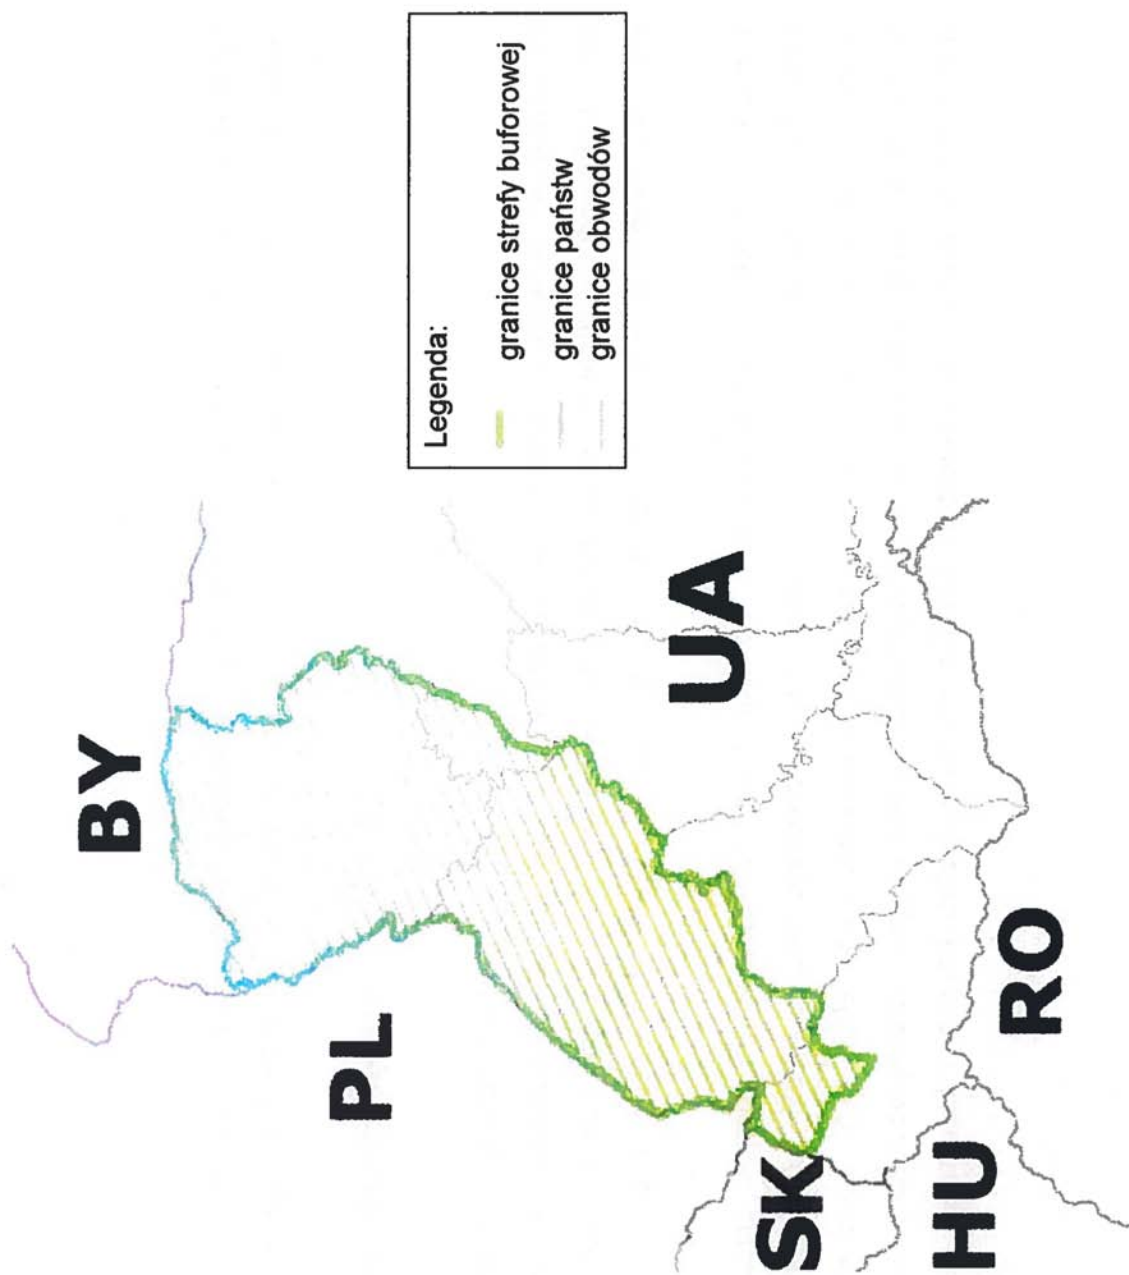 BY
PL
UA
SK
HU
RO
Legenda:
granice strefy buforowej
granice państw
granice obwodów